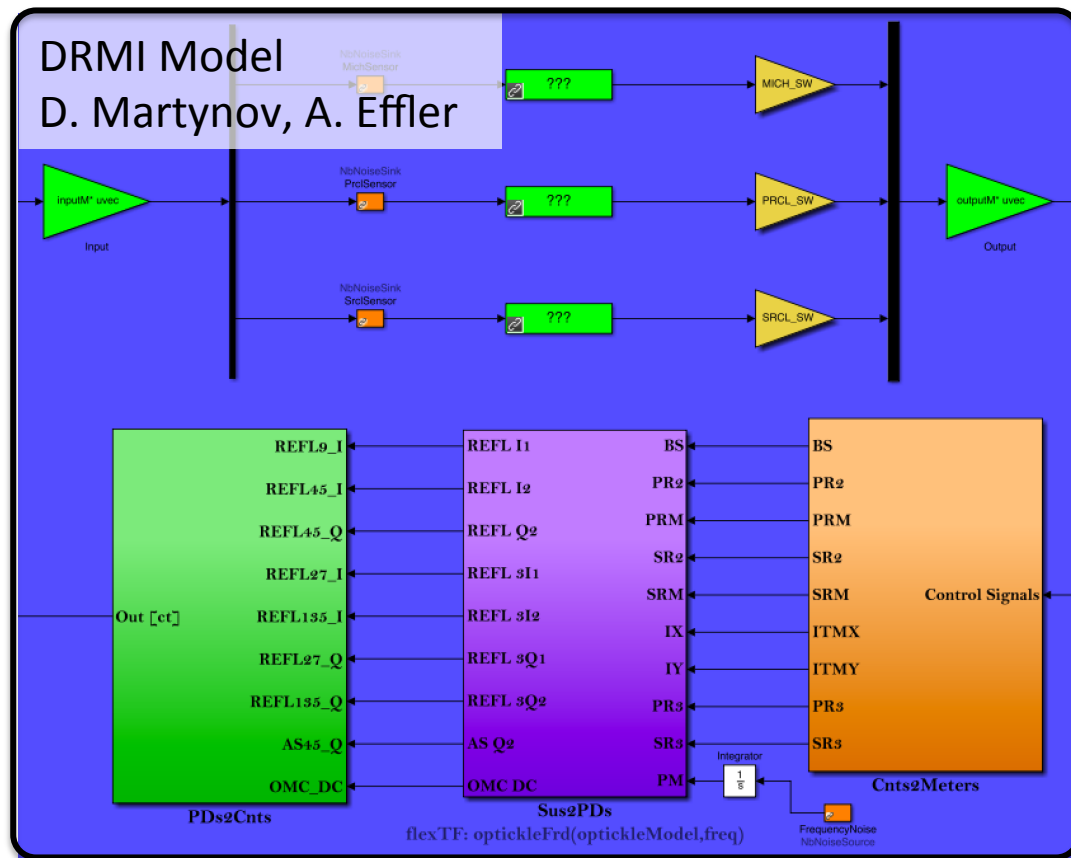 DRMI Model
D. Martynov, A. Effler
NbNoiseSink
MichSensor
???
MICH_SW
inputM* uvec
Input
NbNoiseSink
PrclSensor
???
PRCL_SW
outputM* uvec
Output
NbNoiseSink
SrclSensor
???
SRCL_SW
Out [ct]
REFL9_I
REFL45_I
REFL45_Q
REFL27_I
REFL135_I
REFL27_Q
REFL135_Q
AS45_Q
OMC_DC
PDs2Cnts
REFL I1
REFL I2
REFL Q2
REFL 3I1
REFL 3I2
REFL 3Q1
REFL 3Q2
AS Q2
OMC DC
BS
PR2
PRM
SR2
SRM
IX
IY
PR3
SR3
PM
Sus2PDs
flexTF: optickleFrd(optickleModel,freq)
BS
PR2
PRM
SR2
SRM
ITMX
ITMY
PR3
SR3
Control Signals
Cnts2Meters
Integrator
1
s
FrequencyNoise
NbNoiseSource